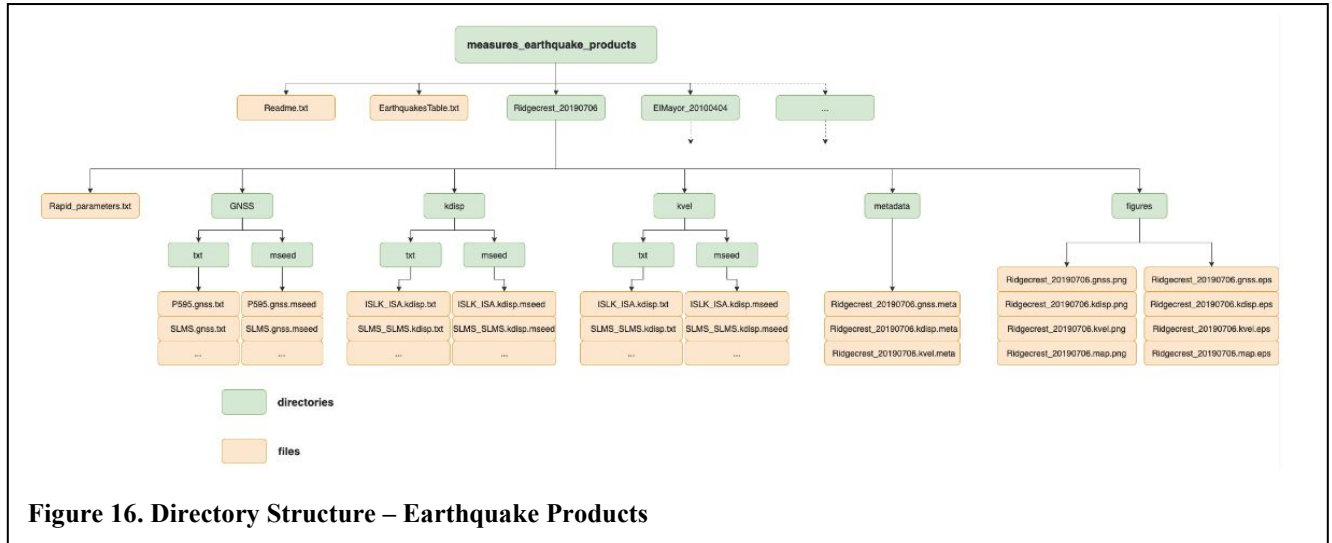 measures_earthquake_products
Readme.txt
EarthquakesTable.txt
Ridgecrest_20190706
ElMayor_20100404
...
Rapid_parameters.txt
GNSS
kdisp
kvel
metadata
figures
txt
mseed
txt
mseed
txt
mseed
P595.gnss.txt
SLMS.gnss.txt
...
P595.gnss.mseed
SLMS.gnss.mseed
...
ISLK_ISA.kdisp.txt
SLMS_SLMS.kdisp.txt
...
ISLK_ISA.kdisp.mseed
SLMS_SLMS.kdisp.mseed
...
ISLK_ISA.kdisp.txt
SLMS_SLMS.kdisp.txt
...
ISLK_ISA.kdisp.mseed
SLMS_SLMS.kdisp.mseed
...
Ridgecrest_20190706.gnss.meta
Ridgecrest_20190706.kdisp.meta
Ridgecrest_20190706.kvel.meta
Ridgecrest_20190706.gnss.png
Ridgecrest_20190706.kdisp.png
Ridgecrest_20190706.kvel.png
Ridgecrest_20190706.map.png
Ridgecrest_20190706.gnss.eps
Ridgecrest_20190706.kdisp.eps
Ridgecrest_20190706.kvel.eps
Ridgecrest_20190706.map.eps
directories
files
Figure 16. Directory Structure – Earthquake Products